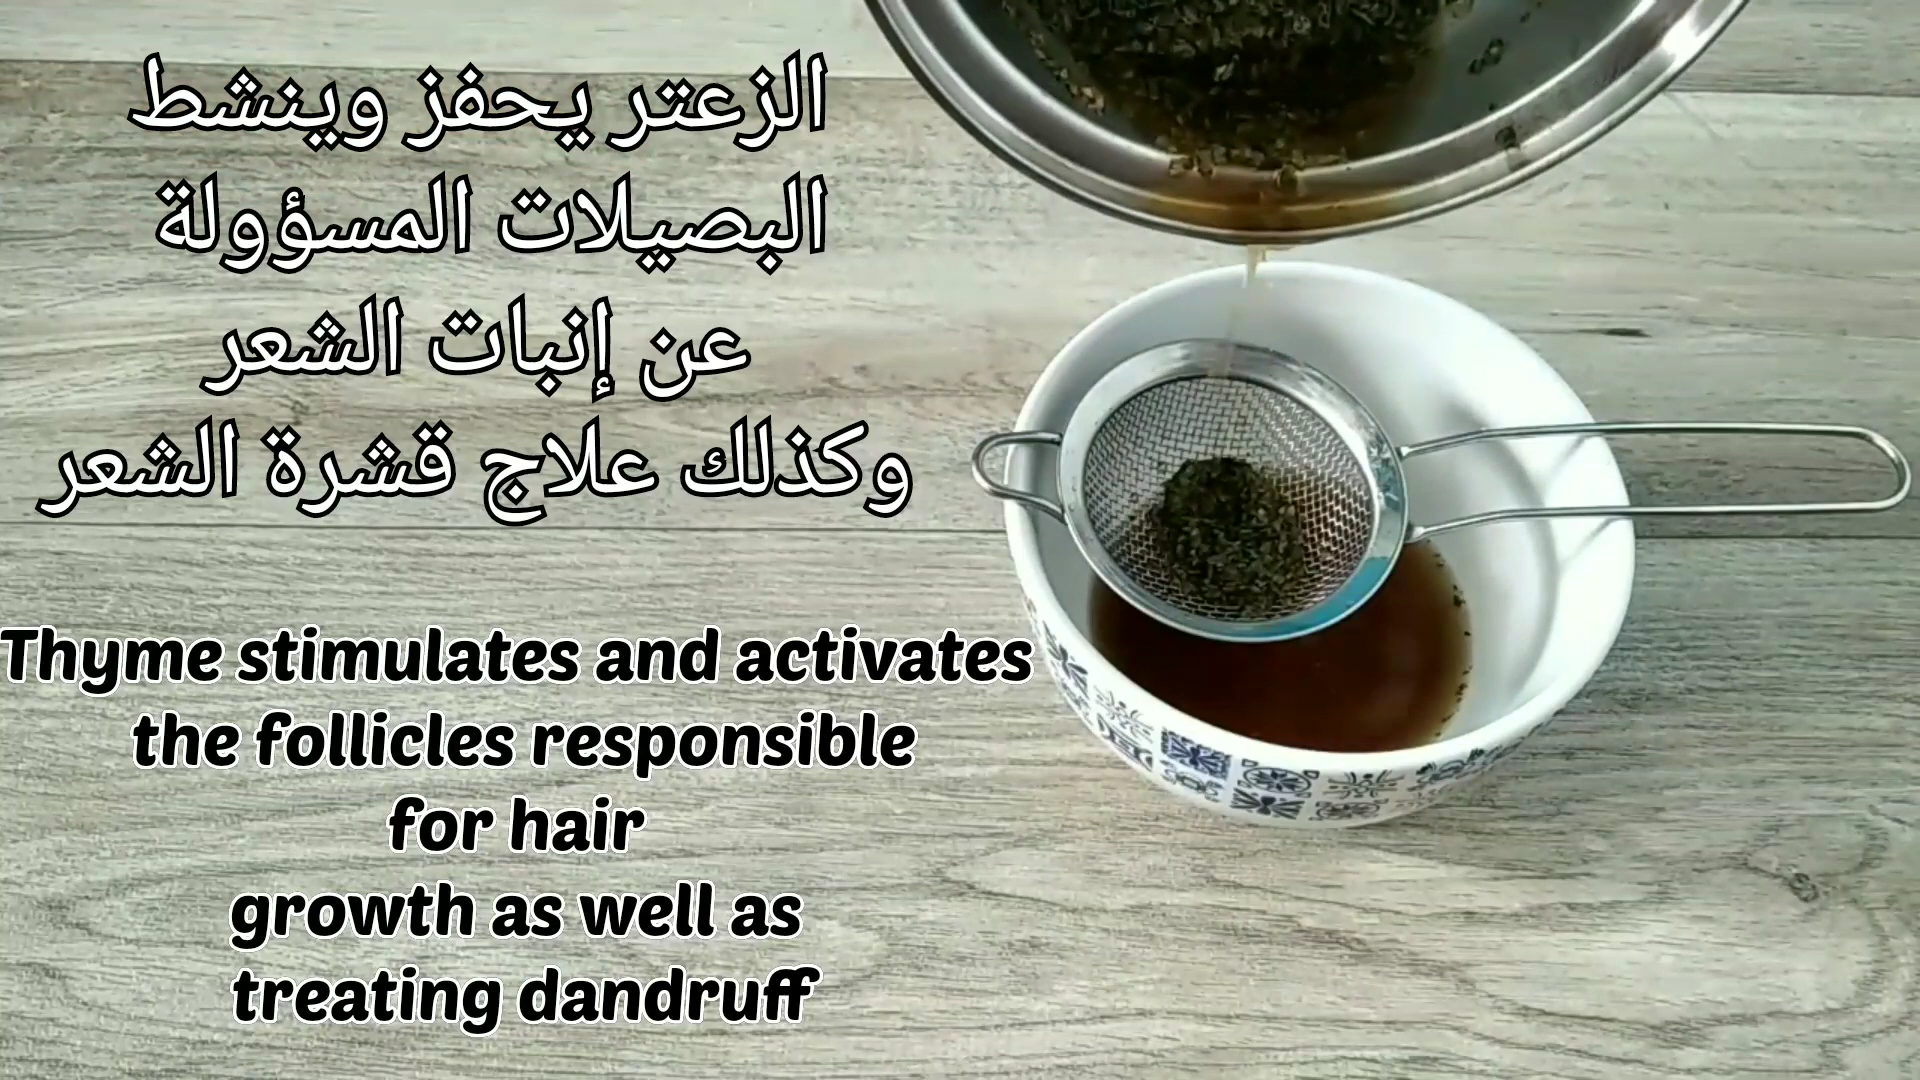 الزعتر يحفز وينشط
البصيلات المسؤولة
عن إنبات الشعر
وكذلك علاج قشرة الشعر
Thyme stimulates and activates
the follicles responsible
for hair
growth as well as
treating dandruff